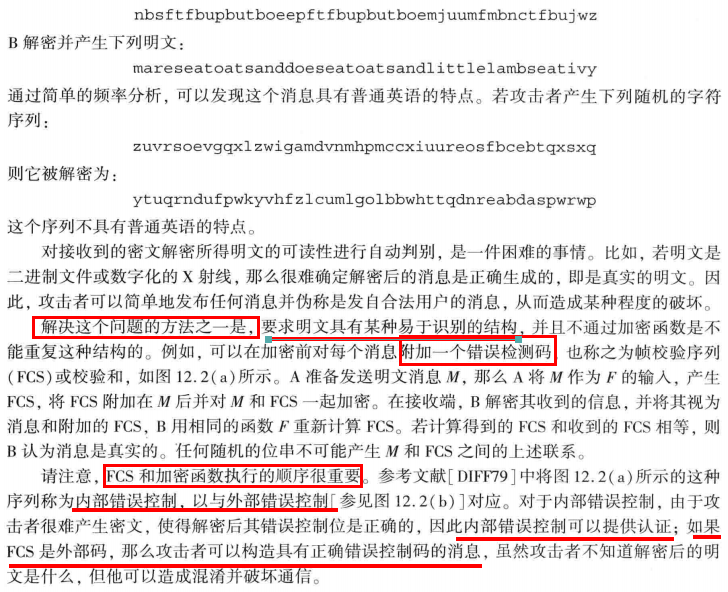 nbsftfbupbutboeepftfbupbutboemjuumfmbnctfbujwz
B 解密并产生下列明文：
mareseatoatsanddoeseatoatsandlittlelambseativy
通过简单的频率分析，可以发现这个消息具有普通英语的特点。若攻击者产生下列随机的字符
序列：
zuvrsoevgqxlzwigamdvnmhpmccxiuureosfbcebtqxsxq
则它被解密为：
ytuqrndufpwkyvhfzlcumlgolbbwhttqdnreabdaspwrwp
这个序列不具有普通英语的特点。
对接收到的密文解密所得明文的可读性进行自动判别，是一件困难的事情。比如，若明文是
二进制文件或数字化的 X 射线，那么很难确定解密后的消息是正确生成的，即是真实的明文。因
此，攻击者可以简单地发布任何消息并伪称是发自合法用户的消息，从而造成某种程度的破坏。
解决这个问题的方法之一是，要求明文具有某种易于识别的结构，并且不通过加密函数是不
能重复这种结构的。例如，可以在加密前对每个消息附加一个错误检测码，也称之为帧校验序列
(FCS)或校验和，如图 12.2(a)所示。A 准备发送明文消息 M，那么 A 将 M 作为 F 的输入，产生
FCS，将 FCS 附加在 M 后并对 M 和 FCS 一起加密。在接收端，B 解密其收到的信息，并将其视为
消息和附加的 FCS，B 用相同的函数 F 重新计算 FCS。若计算得到的 FCS 和收到的 FCS 相等，则
B 认为消息是真实的。任何随机的位串不可能产生 M 和 FCS 之间的上述联系。
请注意，FCS 和加密函数执行的顺序很重要。参考文献[DIFF79]中将图 12.2(a)所示的这种
序列称为内部错误控制，以与外部错误控制[参见图 12.2(b)]对应。对于内部错误控制，由于攻
击者很难产生密文，使得解密后其错误控制位是正确的，因此内部错误控制可以提供认证；如果
FCS 是外部码，那么攻击者可以构造具有正确错误控制码的消息，虽然攻击者不知道解密后的明
文是什么，但他可以造成混淆并破坏通信。